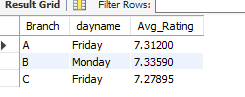 Result Grid Filter Rows:
Branch dayname Avg_Rating
A Friday 7.31200
B Monday 7.33590
C Friday 7.27895